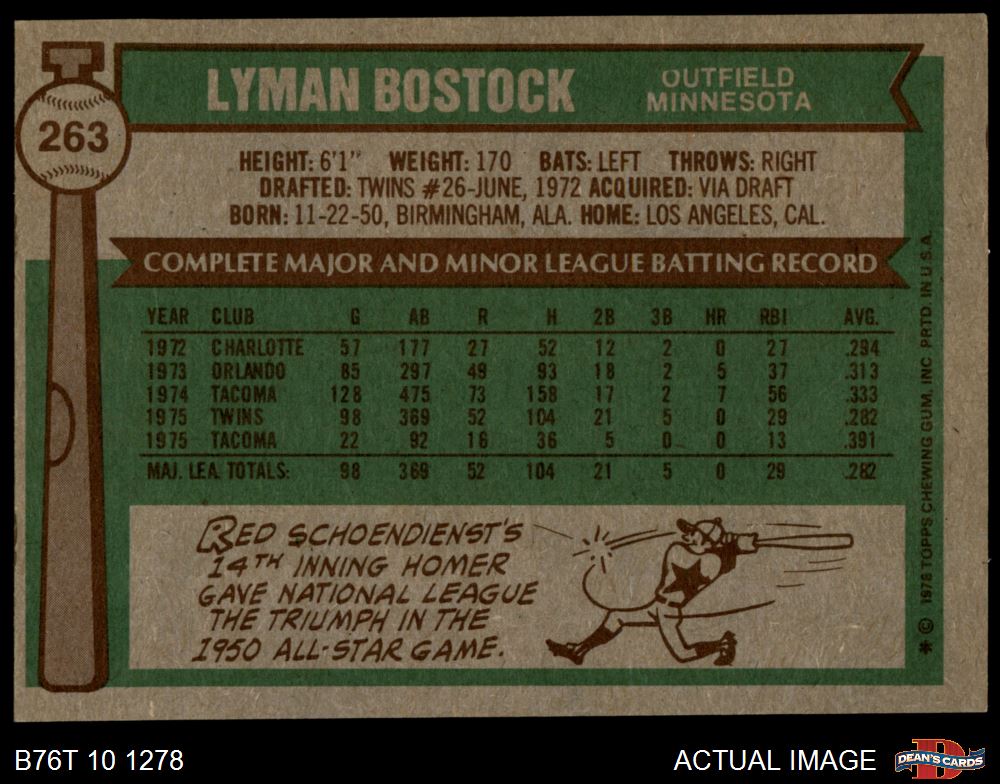 LYMAN BOSTOCK
OUTFIELD
MINNESOTA
263
HEIGHT: 6'1" WEIGHT: 170 BATS: LEFT THROWS: RIGHT
DRAFTED: TWINS #26-JUNE, 1972 ACQUIRED: VIA DRAFT
BORN: 11-22-50, BIRMINGHAM, ALA. HOME: LOS ANGELES, CAL.
COMPLETE MAJOR AND MINOR LEAGUE BATTING RECORD
YEAR CLUB G AB R H 2B 3B HR RBI AVG.
1972 CHARLOTTE 57 177 27 52 12 2 0 27 .294
1973 ORLANDO 85 297 49 93 18 2 5 37 .313
1974 TACOMA 128 475 73 158 17 2 7 56 .333
1975 TWINS 98 369 52 104 21 5 0 29 .282
1975 TACOMA 22 92 16 36 5 0 0 13 .391
MAJ. LEA. TOTALS: 98 369 52 104 21 5 0 29 .282
RED SCHOENDIENST'S
14TH INNING HOMER
GAVE NATIONAL LEAGUE
THE TRIUMPH IN THE
1950 ALL-STAR GAME.
* © 1976 TOPPS CHEWING GUM, INC. PRTD. IN U.S.A.
B76T 10 1278
ACTUAL IMAGE
DEAN'S CARDS